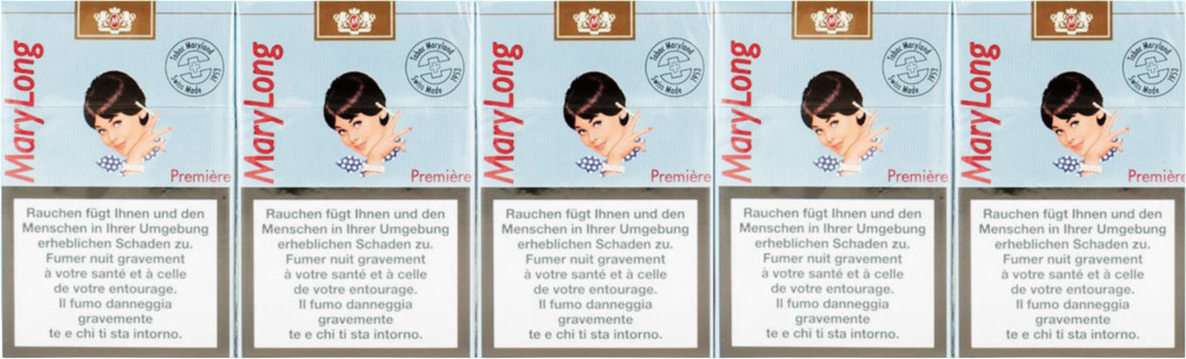 MaryLong
Tabac Maryland
Swiss Made
Première
Rauchen fügt Ihnen und den
Menschen in Ihrer Umgebung
erheblichen Schaden zu.
Fumer nuit gravement
à votre santé et à celle
de votre entourage.
Il fumo danneggia
gravemente
te e chi ti sta intorno.
MaryLong
Tabac Maryland
Swiss Made
Première
Rauchen fügt Ihnen und den
Menschen in Ihrer Umgebung
erheblichen Schaden zu.
Fumer nuit gravement
à votre santé et à celle
de votre entourage.
Il fumo danneggia
gravemente
te e chi ti sta intorno.
MaryLong
Tabac Maryland
Swiss Made
Première
Rauchen fügt Ihnen und den
Menschen in Ihrer Umgebung
erheblichen Schaden zu.
Fumer nuit gravement
à votre santé et à celle
de votre entourage.
Il fumo danneggia
gravemente
te e chi ti sta intorno.
MaryLong
Tabac Maryland
Swiss Made
Première
Rauchen fügt Ihnen und den
Menschen in Ihrer Umgebung
erheblichen Schaden zu.
Fumer nuit gravement
à votre santé et à celle
de votre entourage.
Il fumo danneggia
gravemente
te e chi ti sta intorno.
MaryLong
Tabac Maryland
Swiss Made
Première
Rauchen fügt Ihnen und den
Menschen in Ihrer Umgebung
erheblichen Schaden zu.
Fumer nuit gravement
à votre santé et à celle
de votre entourage.
Il fumo danneggia
gravemente
te e chi ti sta intorno.